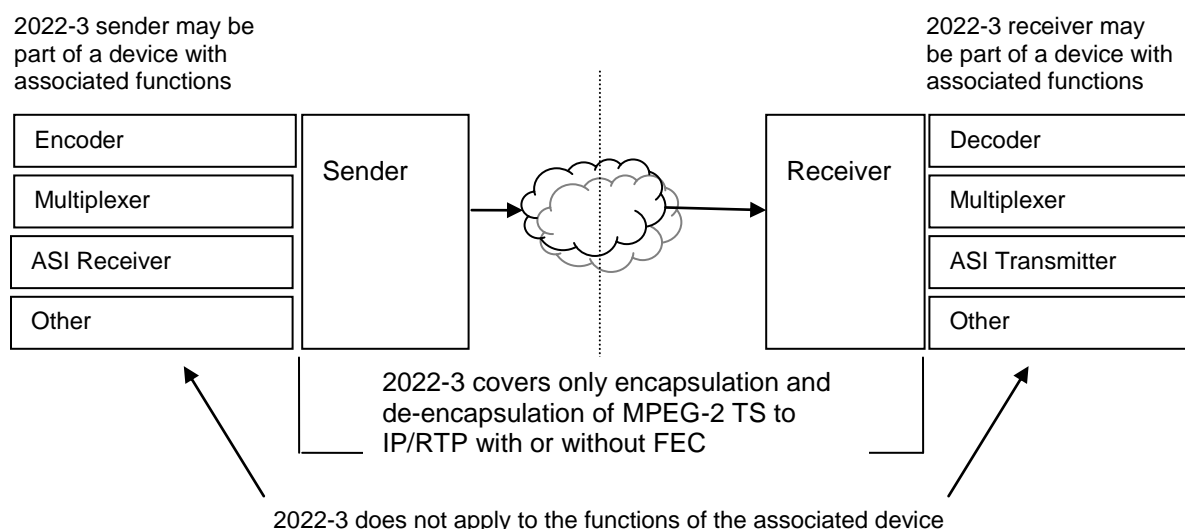 2022-3 sender may be
part of a device with
associated functions
2022-3 receiver may
be part of a device with
associated functions
Encoder
Multiplexer
ASI Receiver
Other
Sender
Receiver
Decoder
Multiplexer
ASI Transmitter
Other
2022-3 covers only encapsulation and
de-encapsulation of MPEG-2 TS to
IP/RTP with or without FEC
2022-3 does not apply to the functions of the associated device